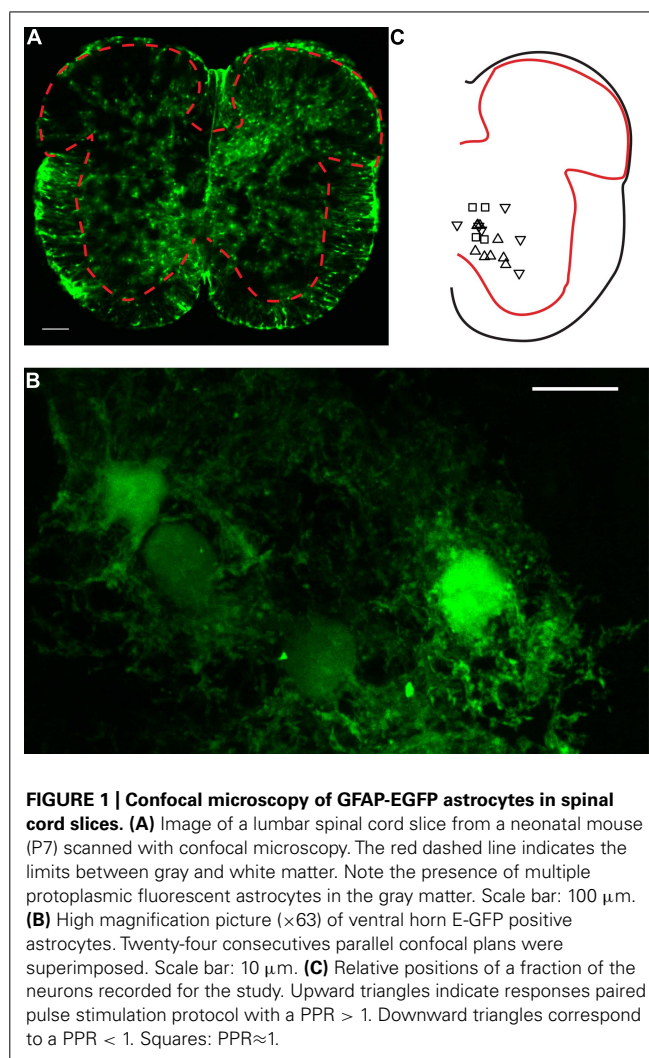 A
C
B
FIGURE 1 | Confocal microscopy of GFAP-EGFP astrocytes in spinal
cord slices. (A) Image of a lumbar spinal cord slice from a neonatal mouse
(P7) scanned with confocal microscopy. The red dashed line indicates the
limits between gray and white matter. Note the presence of multiple
protoplasmic fluorescent astrocytes in the gray matter. Scale bar: 100 μm.
(B) High magnification picture (×63) of ventral horn E-GFP positive
astrocytes. Twenty-four consecutives parallel confocal plans were
superimposed. Scale bar: 10 μm. (C) Relative positions of a fraction of the
neurons recorded for the study. Upward triangles indicate responses paired
pulse stimulation protocol with a PPR > 1. Downward triangles correspond
to a PPR < 1. Squares: PPR≈1.